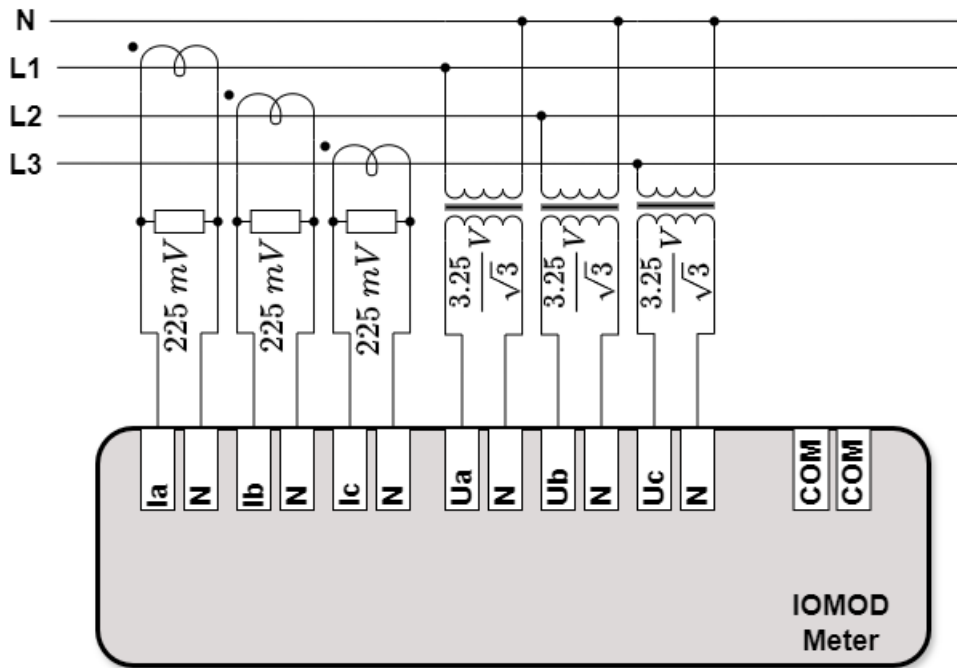 N
L1
L2
L3
225 mV
225 mV
225 mV
3.25/√3 V
3.25/√3 V
3.25/√3 V
Ia
N
Ib
N
Ic
N
Ua
N
Ub
N
Uc
N
COM
COM
IOMOD
Meter